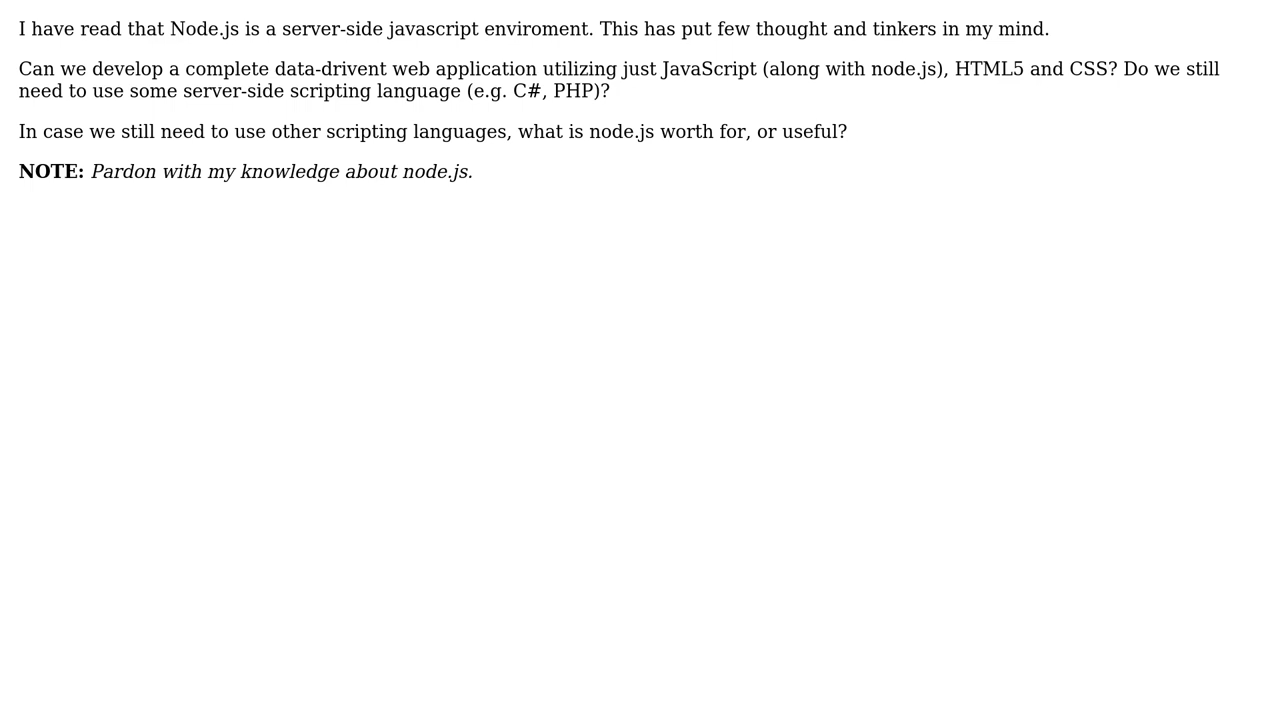 I have read that Node.js is a server-side javascript enviroment. This has put few thought and tinkers in my mind.
Can we develop a complete data-drivent web application utilizing just JavaScript (along with node.js), HTML5 and CSS? Do we still
need to use some server-side scripting language (e.g. C#, PHP)?
In case we still need to use other scripting languages, what is node.js worth for, or useful?
NOTE: Pardon with my knowledge about node.js.